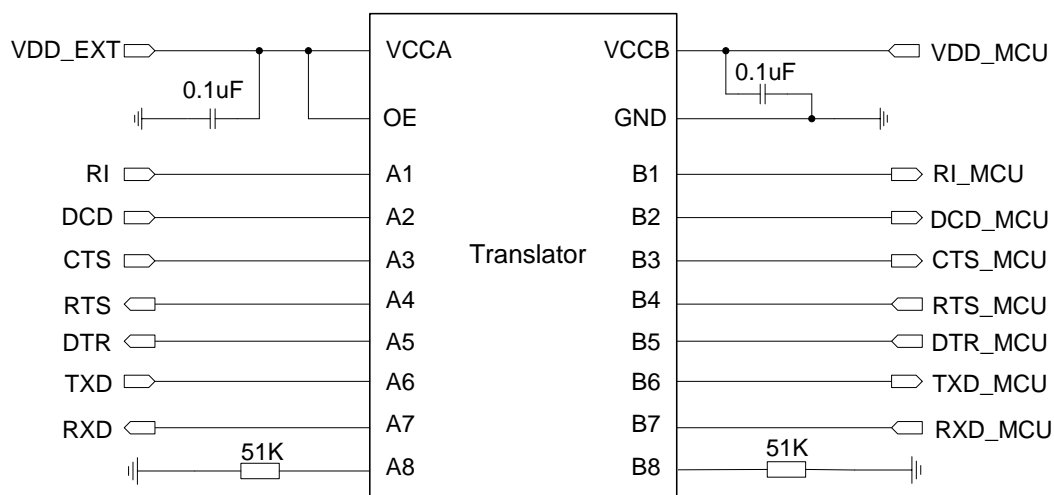 VDD_EXT VCCA VCCB VDD_MCU
0.1uF 0.1uF
OE GND
RI A1 B1 RI_MCU
DCD A2 B2 DCD_MCU
CTS A3 Translator B3 CTS_MCU
RTS A4 B4 RTS_MCU
DTR A5 B5 DTR_MCU
TXD A6 B6 TXD_MCU
RXD A7 B7 RXD_MCU
51K 51K
A8 B8